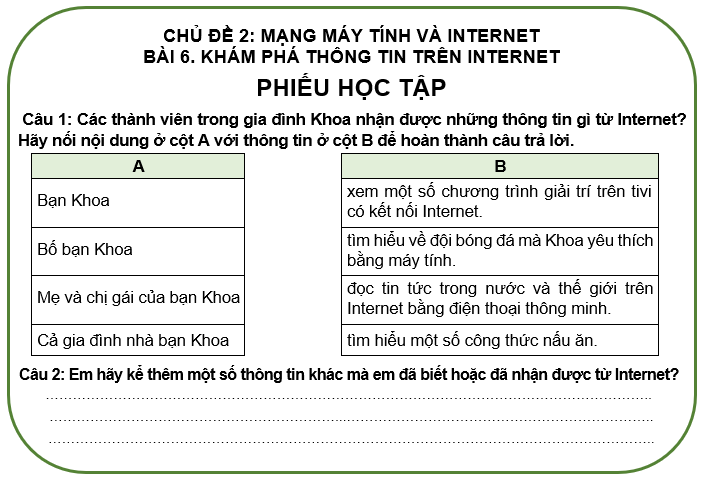 CHỦ ĐỀ 2: MẠNG MÁY TÍNH VÀ INTERNET
BÀI 6. KHÁM PHÁ THÔNG TIN TRÊN INTERNET
PHIẾU HỌC TẬP
Câu 1: Các thành viên trong gia đình Khoa nhận được những thông tin gì từ Internet?
Hãy nối nội dung ở cột A với thông tin ở cột B để hoàn thành câu trả lời.
A
B
Bạn Khoa
xem một số chương trình giải trí trên tivi
có kết nối Internet.
Bố bạn Khoa
tìm hiểu về đội bóng đá mà Khoa yêu thích
bằng máy tính.
Mẹ và chị gái của bạn Khoa
đọc tin tức trong nước và thế giới trên
Internet bằng điện thoại thông minh.
Cả gia đình nhà bạn Khoa
tìm hiểu một số công thức nấu ăn.
Câu 2: Em hãy kể thêm một số thông tin khác mà em đã biết hoặc đã nhận được từ Internet?